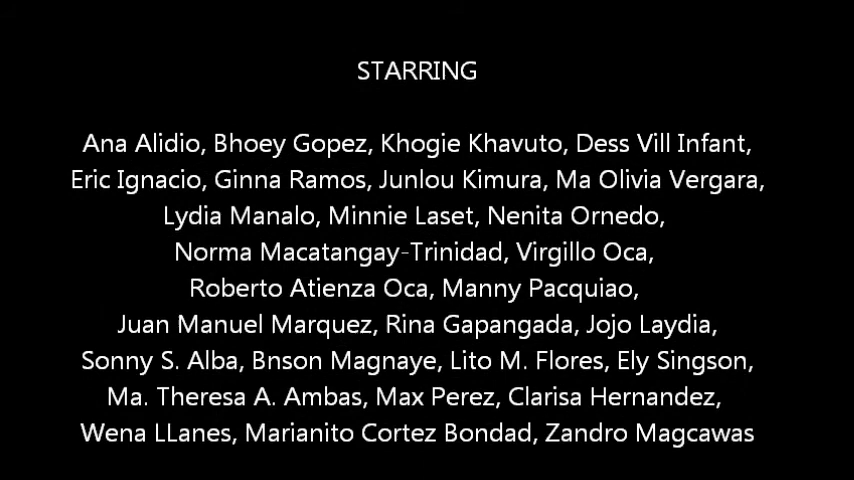 STARRING
Ana Alidio, Bhoey Gopez, Khogie Khavuto, Dess Vill Infant,
Eric Ignacio, Ginna Ramos, Junlou Kimura, Ma Olivia Vergara,
Lydia Manalo, Minnie Laset, Nenita Ornedo,
Norma Macatangay-Trinidad, Virgillo Oca,
Roberto Atienza Oca, Manny Pacquiao,
Juan Manuel Marquez, Rina Gapangada, Jojo Laydia,
Sonny S. Alba, Bnson Magnaye, Lito M. Flores, Ely Singson,
Ma. Theresa A. Ambas, Max Perez, Clarisa Hernandez,
Wena LLanes, Marianito Cortez Bondad, Zandro Magcawas